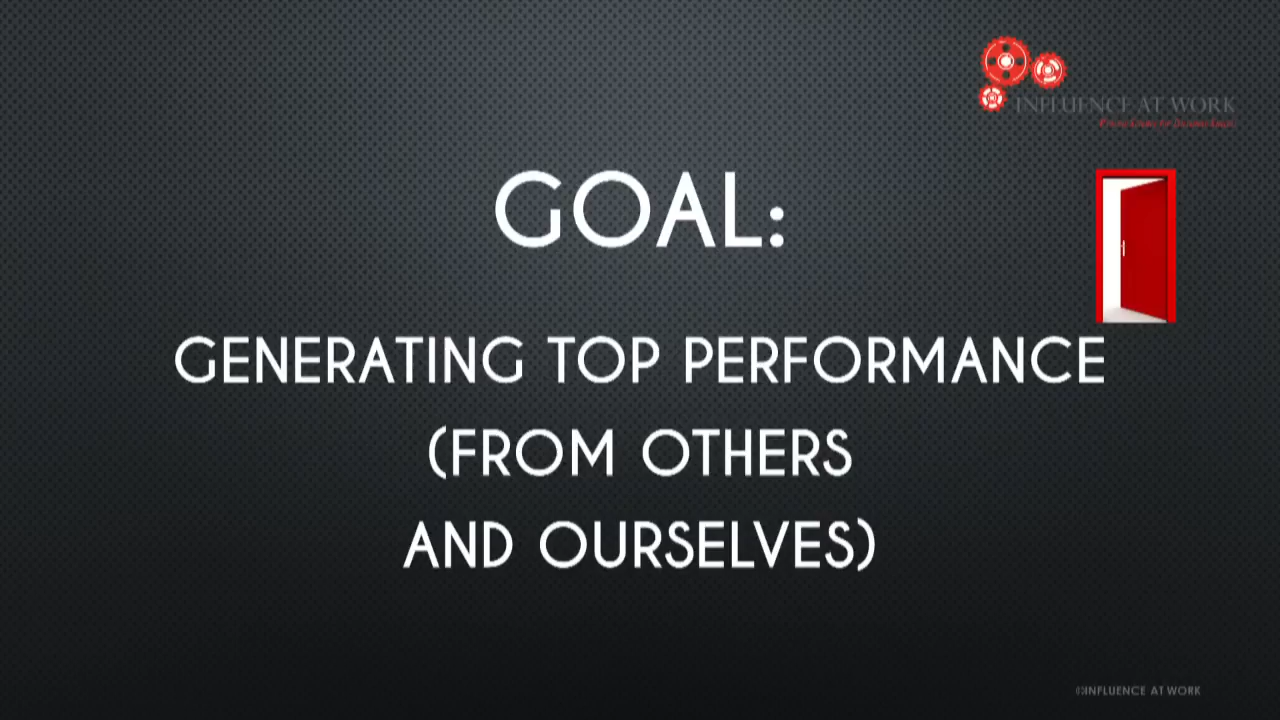 INFLUENCE AT WORK
GOAL:
GENERATING TOP PERFORMANCE
(FROM OTHERS
AND OURSELVES)
©INFLUENCE AT WORK